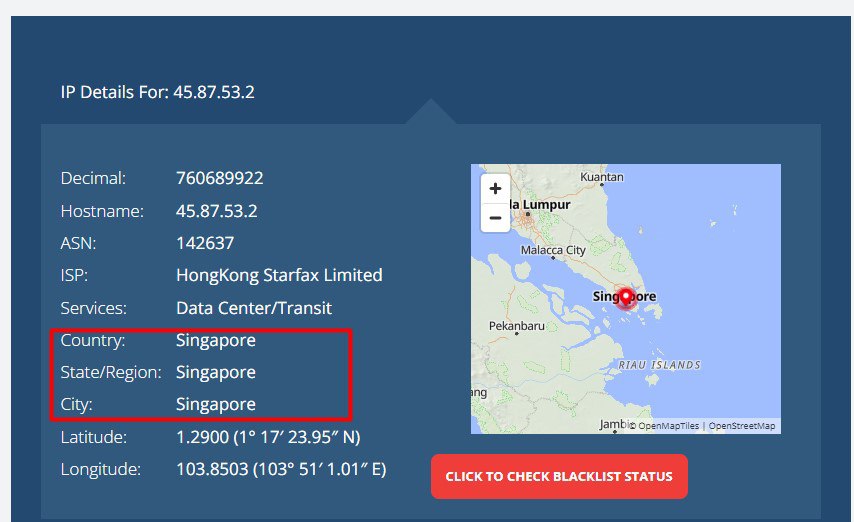 IP Details For: 45.87.53.2
Decimal: 760689922
Hostname: 45.87.53.2
ASN: 142637
ISP: HongKong Starfax Limited
Services: Data Center/Transit
Country: Singapore
State/Region: Singapore
City: Singapore
Latitude: 1.2900 (1° 17′ 23.95″ N)
Longitude: 103.8503 (103° 51′ 1.01″ E)
+
−
Kuantan
la Lumpur
Malacca City
Singapore
Pekanbaru
RIAU ISLANDS
ng
Jambi
© OpenMapTiles | OpenStreetMap
CLICK TO CHECK BLACKLIST STATUS